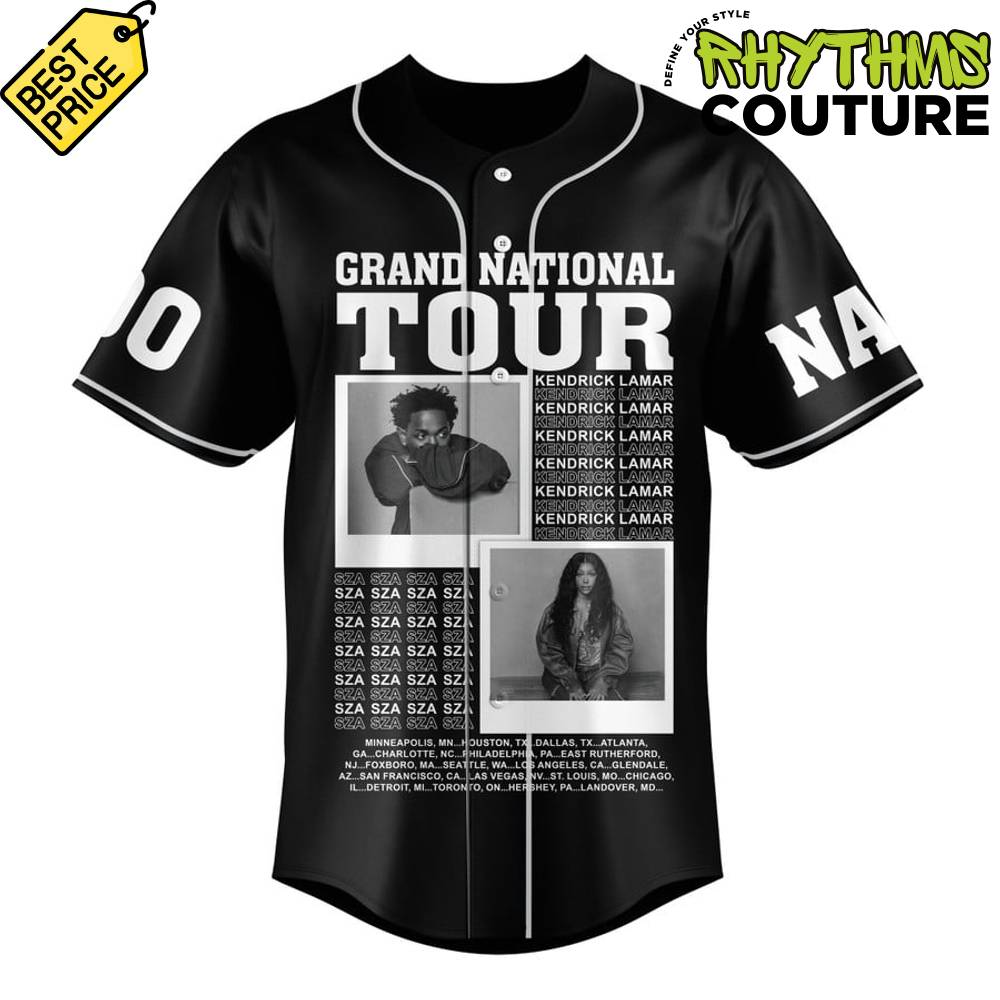 BEST
PRICE
DEFINE YOUR STYLE
RHYTHMS
COUTURE
GRAND NATIONAL
TOUR
00
NA
KENDRICK LAMAR
KENDRICK LAMAR
KENDRICK LAMAR
KENDRICK LAMAR
KENDRICK LAMAR
KENDRICK LAMAR
KENDRICK LAMAR
KENDRICK LAMAR
KENDRICK LAMAR
KENDRICK LAMAR
KENDRICK LAMAR
KENDRICK LAMAR
SZA SZA SZA SZA
SZA SZA SZA SZA
SZA SZA SZA SZA
SZA SZA SZA SZA
SZA SZA SZA SZA
SZA SZA SZA SZA
SZA SZA SZA SZA
SZA SZA SZA SZA
SZA SZA SZA SZA
SZA SZA SZA SZA
SZA SZA SZA SZA
MINNEAPOLIS, MN...HOUSTON, TX...DALLAS, TX...ATLANTA,
GA...CHARLOTTE, NC...PHILADELPHIA, PA...EAST RUTHERFORD,
NJ...FOXBORO, MA...SEATTLE, WA...LOS ANGELES, CA...GLENDALE,
AZ...SAN FRANCISCO, CA...LAS VEGAS, NV...ST. LOUIS, MO...CHICAGO,
IL...DETROIT, MI...TORONTO, ON...HERSHEY, PA...LANDOVER, MD...